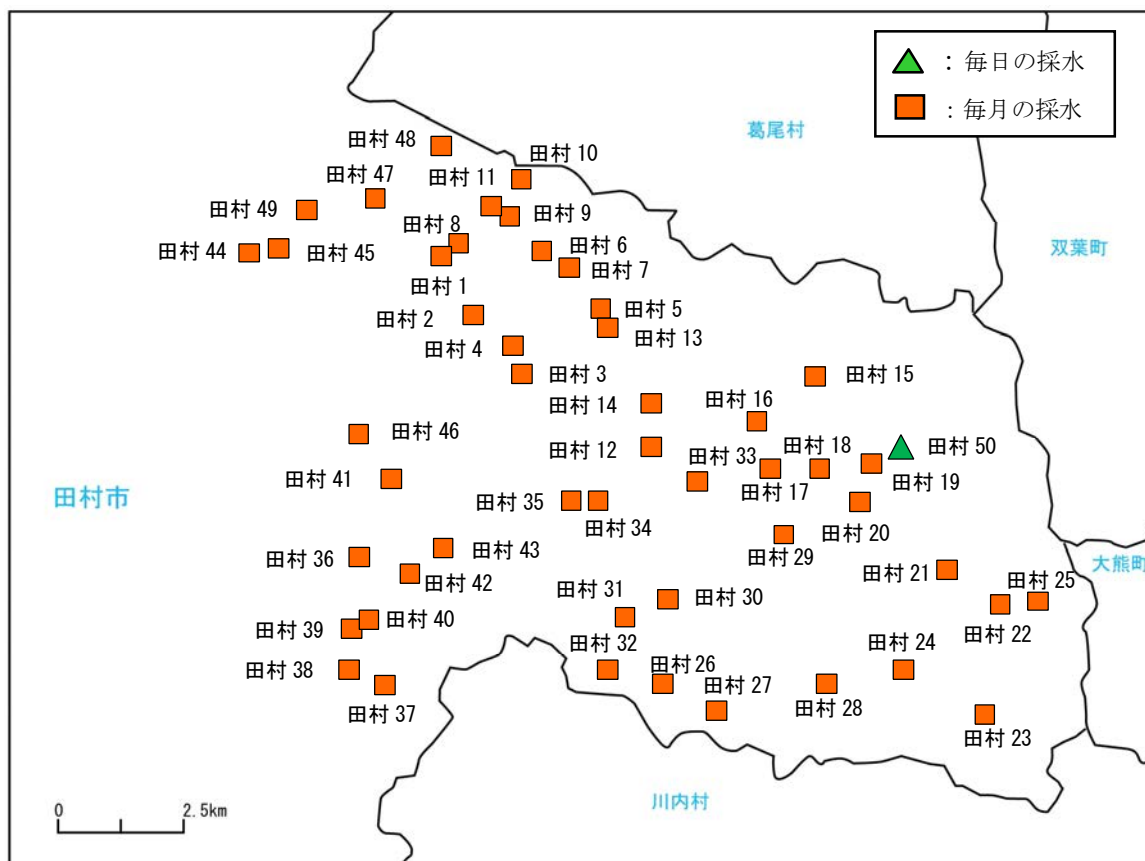 ：毎日の採水
：毎月の採水
葛尾村
双葉町
大熊町
田村市
川内村
田村 48
田村 10
田村 47
田村 11
田村 49
田村 9
田村 8
田村 6
田村 44
田村 45
田村 7
田村 1
田村 5
田村 2
田村 13
田村 4
田村 3
田村 15
田村 14
田村 16
田村 46
田村 12
田村 18
田村 50
田村 33
田村 41
田村 19
田村 17
田村 35
田村 34
田村 20
田村 29
田村 43
田村 36
田村 21
田村 42
田村 25
田村 31
田村 30
田村 22
田村 40
田村 39
田村 32
田村 24
田村 26
田村 38
田村 27
田村 28
田村 37
田村 23
0
2.5km